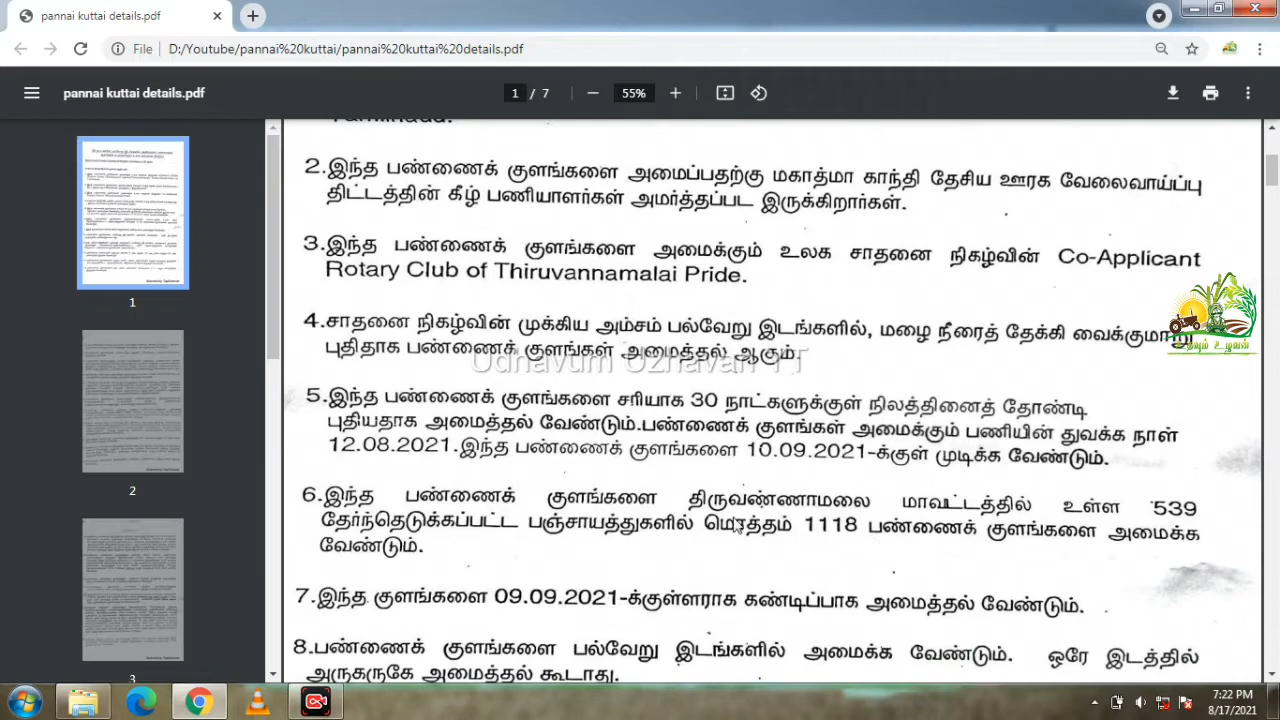 pannai kuttai details.pdf
File
D:/Youtube/pannai%20kuttai/pannai%20kuttai%20details.pdf
pannai kuttai details.pdf
1 / 7
55%
Tamilnadu.
2.இந்த பண்ணைக் குளங்களை அமைப்பதற்கு மகாத்மா காந்தி தேசிய ஊரக வேலைவாய்ப்பு
திட்டத்தின் கீழ் பணியாளர்கள் அமர்த்தப்பட இருக்கிறார்கள்.
3.இந்த பண்ணைக் குளங்களை அமைக்கும் உலக சாதனை நிகழ்வின் Co-Applicant
Rotary Club of Thiruvannamalai Pride.
4.சாதனை நிகழ்வின் முக்கிய அம்சம் பல்வேறு இடங்களில், மழை நீரைத் தேக்கி வைக்குமாறு
புதிதாக பண்ணைக் குளங்கள் அமைத்தல் ஆகும்.
5.இந்த பண்ணைக் குளங்களை சரியாக 30 நாட்களுக்குள் நிலத்தினைத் தோண்டி
புதியதாக அமைத்தல் வேண்டும்.பண்ணைக் குளங்கள் அமைக்கும் பணியின் துவக்க நாள்
12.08.2021.இந்த பண்ணைக் குளங்களை 10.09.2021-க்குள் முடிக்க வேண்டும்.
6.இந்த பண்ணைக் குளங்களை திருவண்ணாமலை மாவட்டத்தில் உள்ள 539
தேர்ந்தெடுக்கப்பட்ட பஞ்சாயத்துகளில் மொத்தம் 1118 பண்ணைக் குளங்களை அமைக்க
வேண்டும்.
7.இந்த குளங்களை 09.09.2021-க்குள்ளராக கண்டிப்பாக அமைத்தல் வேண்டும்.
8.பண்ணைக் குளங்களை பல்வேறு இடங்களில் அமைக்க வேண்டும். ஒரே இடத்தில்
அருகருகே அமைத்தல் கூடாது.
உதவும் உழவன்
1
2
3
7:22 PM
8/17/2021